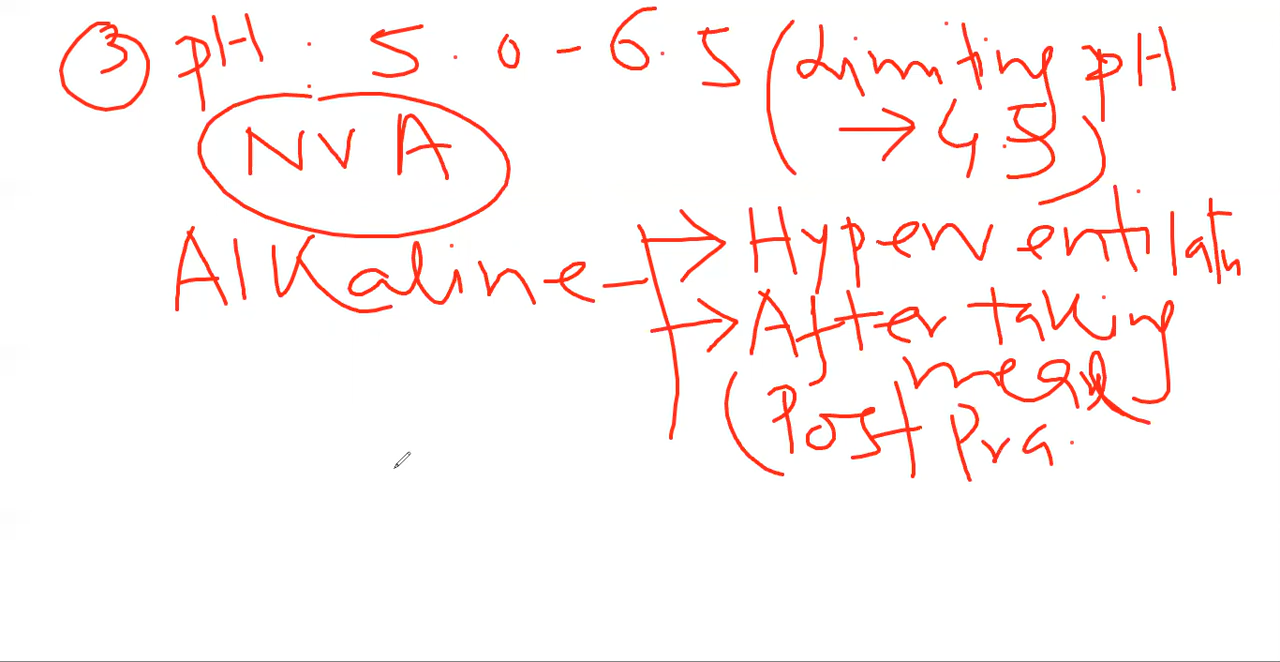 ③ pH : 5.0-6.5 (Limiting pH
→ 4.5)
NVA
Alkaline → Hyperventilatn
→ After taking
meal
(Post Pra.